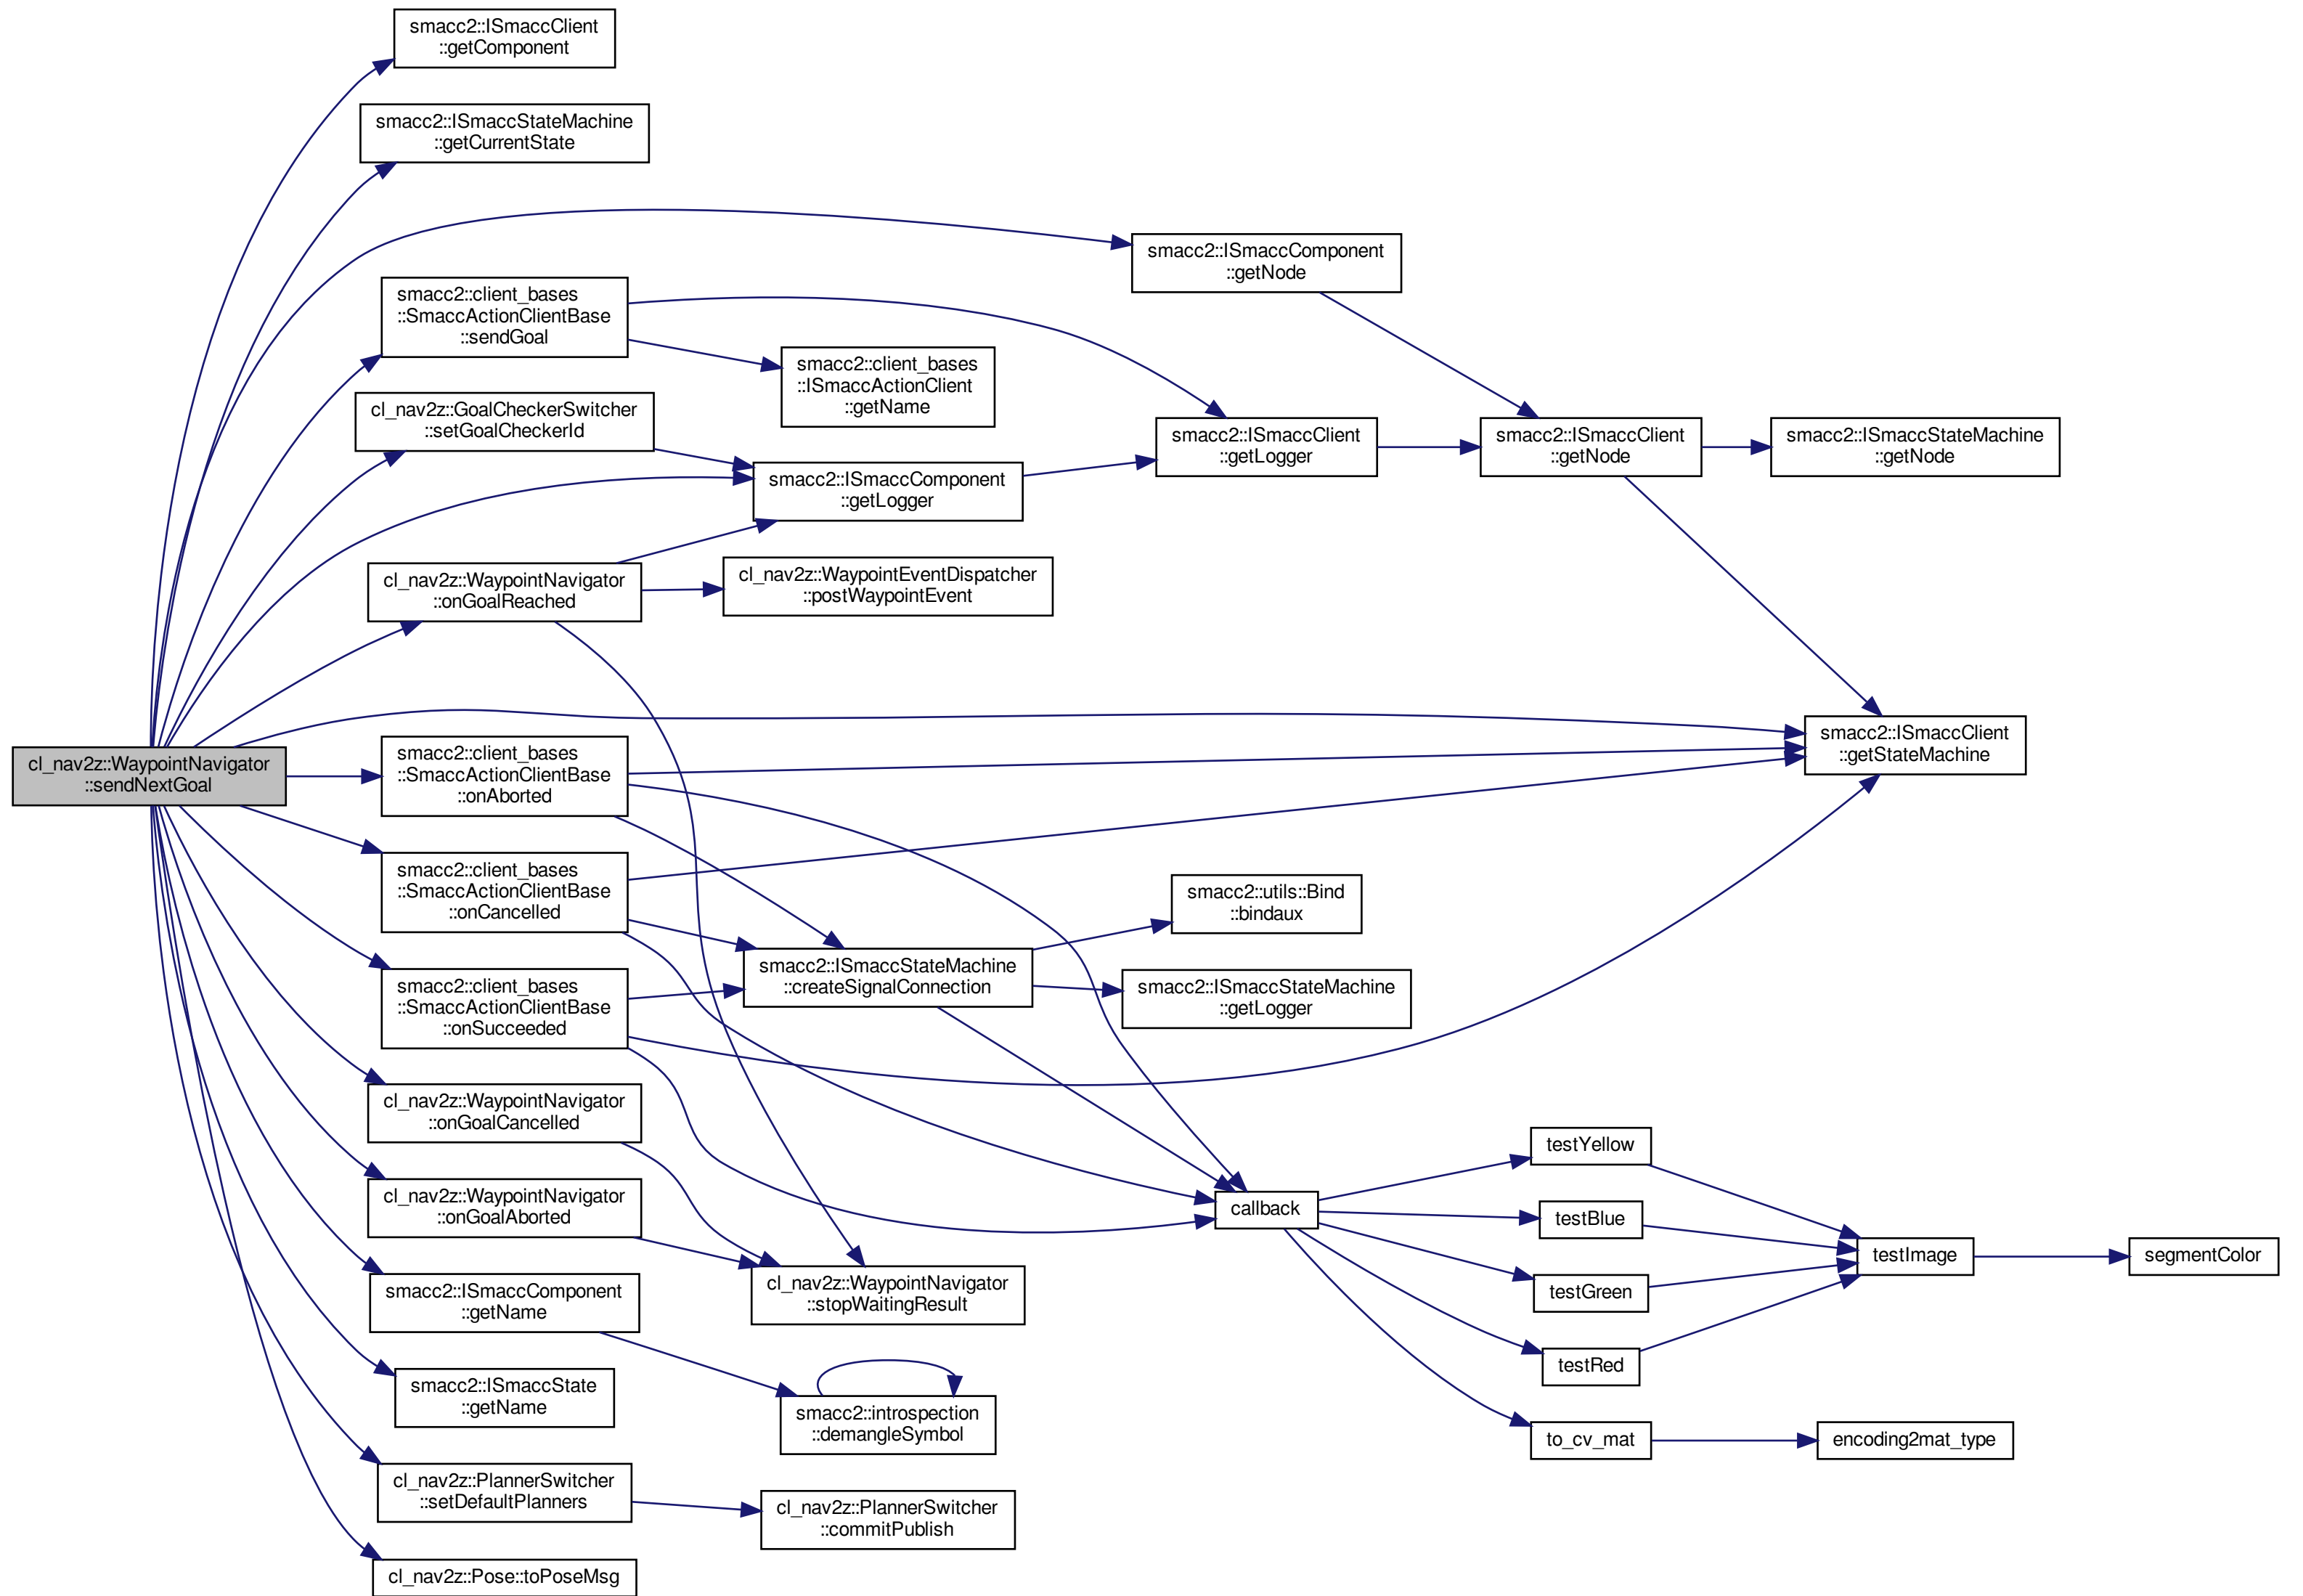 smacc2::ISmaccClient
::getComponent
smacc2::ISmaccStateMachine
::getCurrentState
smacc2::ISmaccComponent
::getNode
smacc2::client_bases
::SmaccActionClientBase
::sendGoal
smacc2::client_bases
::ISmaccActionClient
::getName
cl_nav2z::GoalCheckerSwitcher
::setGoalCheckerId
smacc2::ISmaccClient
::getLogger
smacc2::ISmaccClient
::getNode
smacc2::ISmaccStateMachine
::getNode
smacc2::ISmaccComponent
::getLogger
cl_nav2z::WaypointNavigator
::onGoalReached
cl_nav2z::WaypointEventDispatcher
::postWaypointEvent
cl_nav2z::WaypointNavigator
::sendNextGoal
smacc2::client_bases
::SmaccActionClientBase
::onAborted
smacc2::ISmaccClient
::getStateMachine
smacc2::client_bases
::SmaccActionClientBase
::onCancelled
smacc2::utils::Bind
::bindaux
smacc2::client_bases
::SmaccActionClientBase
::onSucceeded
smacc2::ISmaccStateMachine
::createSignalConnection
smacc2::ISmaccStateMachine
::getLogger
cl_nav2z::WaypointNavigator
::onGoalCancelled
cl_nav2z::WaypointNavigator
::onGoalAborted
callback
testYellow
testBlue
testGreen
testRed
testImage
segmentColor
smacc2::ISmaccComponent
::getName
cl_nav2z::WaypointNavigator
::stopWaitingResult
smacc2::ISmaccState
::getName
smacc2::introspection
::demangleSymbol
to_cv_mat
encoding2mat_type
cl_nav2z::PlannerSwitcher
::setDefaultPlanners
cl_nav2z::PlannerSwitcher
::commitPublish
cl_nav2z::Pose::toPoseMsg